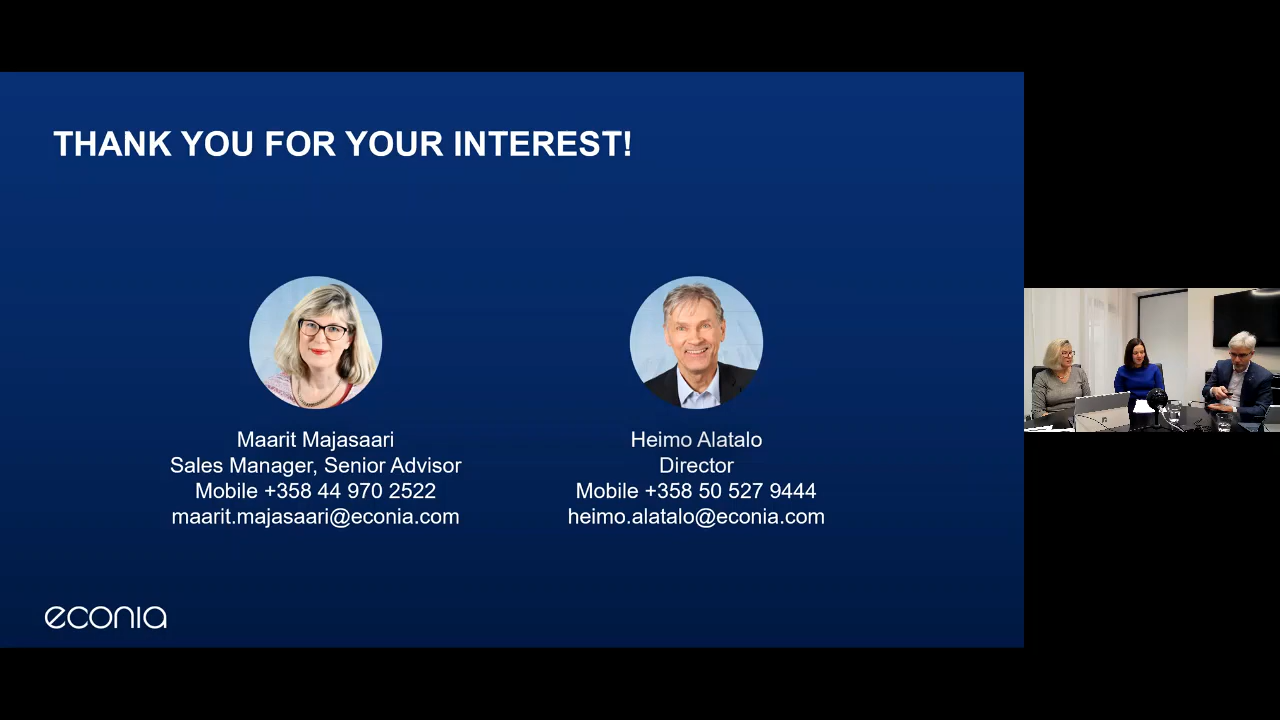 THANK YOU FOR YOUR INTEREST!
Maarit Majasaari
Sales Manager, Senior Advisor
Mobile +358 44 970 2522
maarit.majasaari@econia.com
Heimo Alatalo
Director
Mobile +358 50 527 9444
heimo.alatalo@econia.com
econia